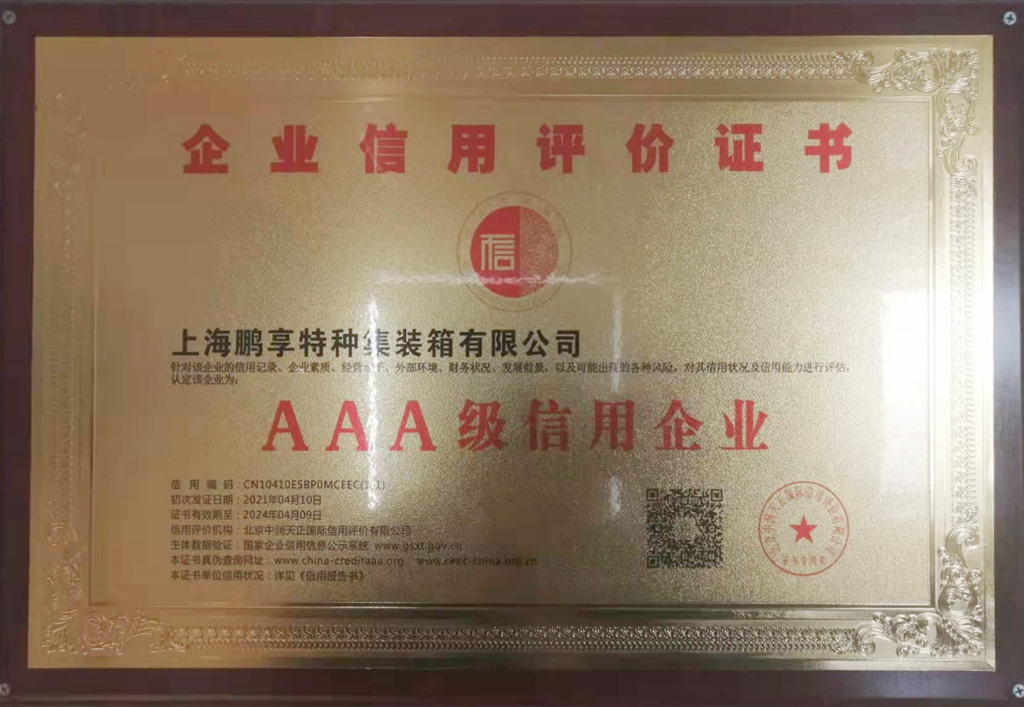 企业信用评价证书
信
上海鹏享特种集装箱有限公司
针对该企业的信用记录、企业素质、经营水平、外部环境、财务状况、发展前景，以及可能出现的各种风险，对其信用状况及信用能力进行评估，
认定该企业为：
AAA级信用企业
信用编码：CN10410E5BP0MCEEC(1-1)
初次发证日期：2021年04月10日
证书有效期至：2024年04月09日
信用评价机构：北京中润天正国际信用评价有限公司
主体数据验证：国家企业信用信息公示系统 www.gsxt.gov.cn
本证书真伪查询网址：www.china-creditaaa.org www.ceec-china.org.cn
本证书单位信用状况：详见《信用报告书》
证书专用章